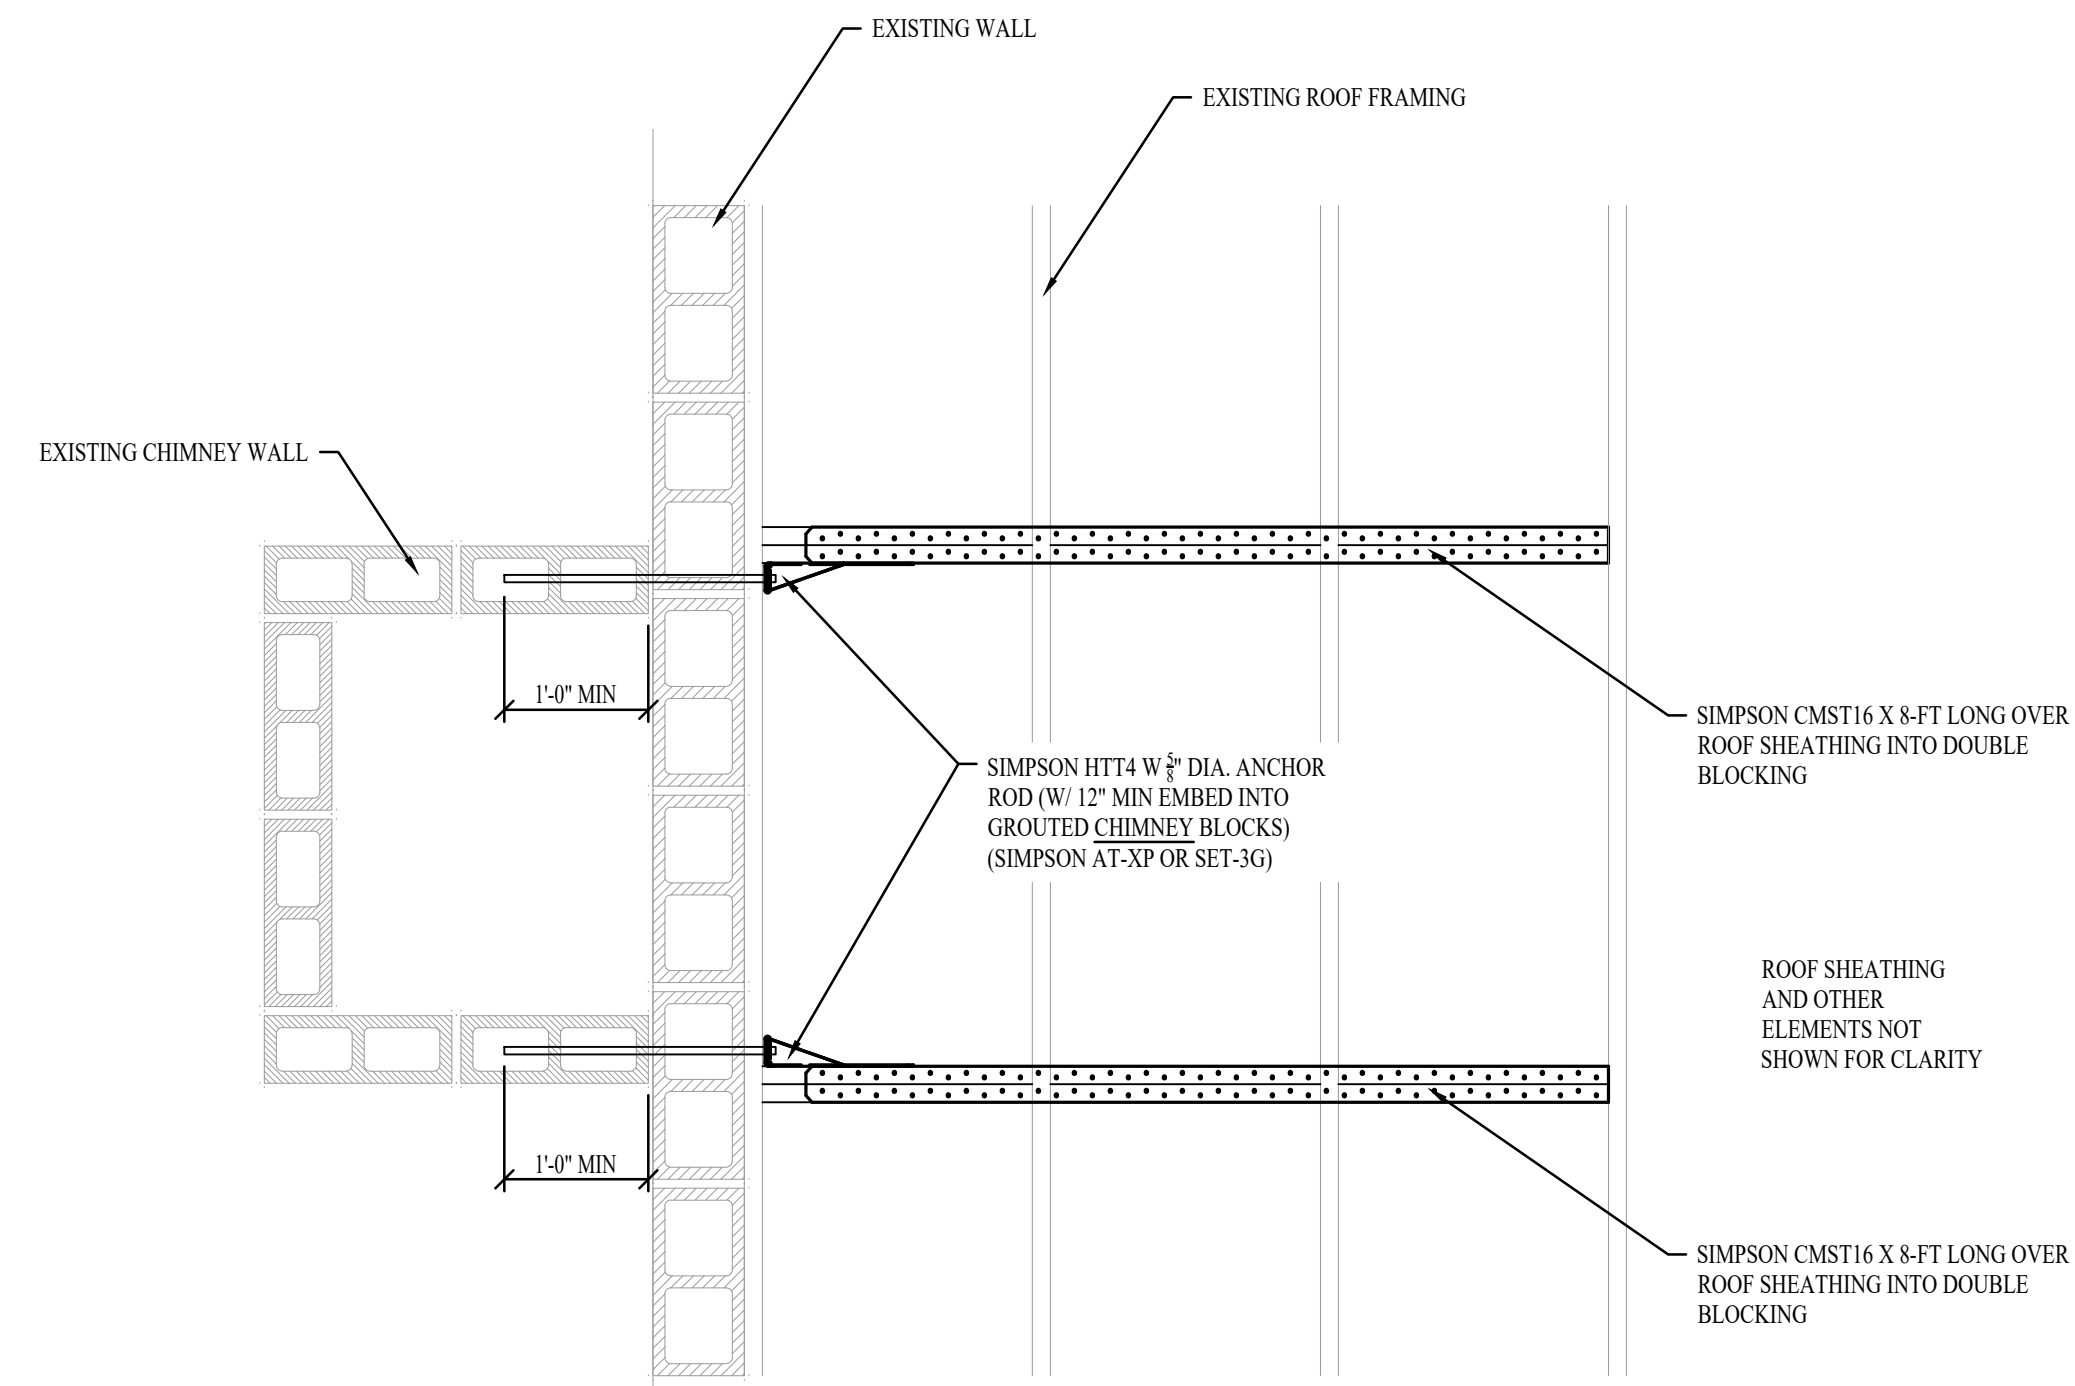 EXISTING WALL
EXISTING ROOF FRAMING
EXISTING CHIMNEY WALL
1'-0" MIN
SIMPSON CMST16 X 8-FT LONG OVER
ROOF SHEATHING INTO DOUBLE
BLOCKING
SIMPSON HTT4 W 5/8" DIA. ANCHOR
ROD (W/ 12" MIN EMBED INTO
GROUTED CHIMNEY BLOCKS)
(SIMPSON AT-XP OR SET-3G)
ROOF SHEATHING
AND OTHER
ELEMENTS NOT
SHOWN FOR CLARITY
1'-0" MIN
SIMPSON CMST16 X 8-FT LONG OVER
ROOF SHEATHING INTO DOUBLE
BLOCKING